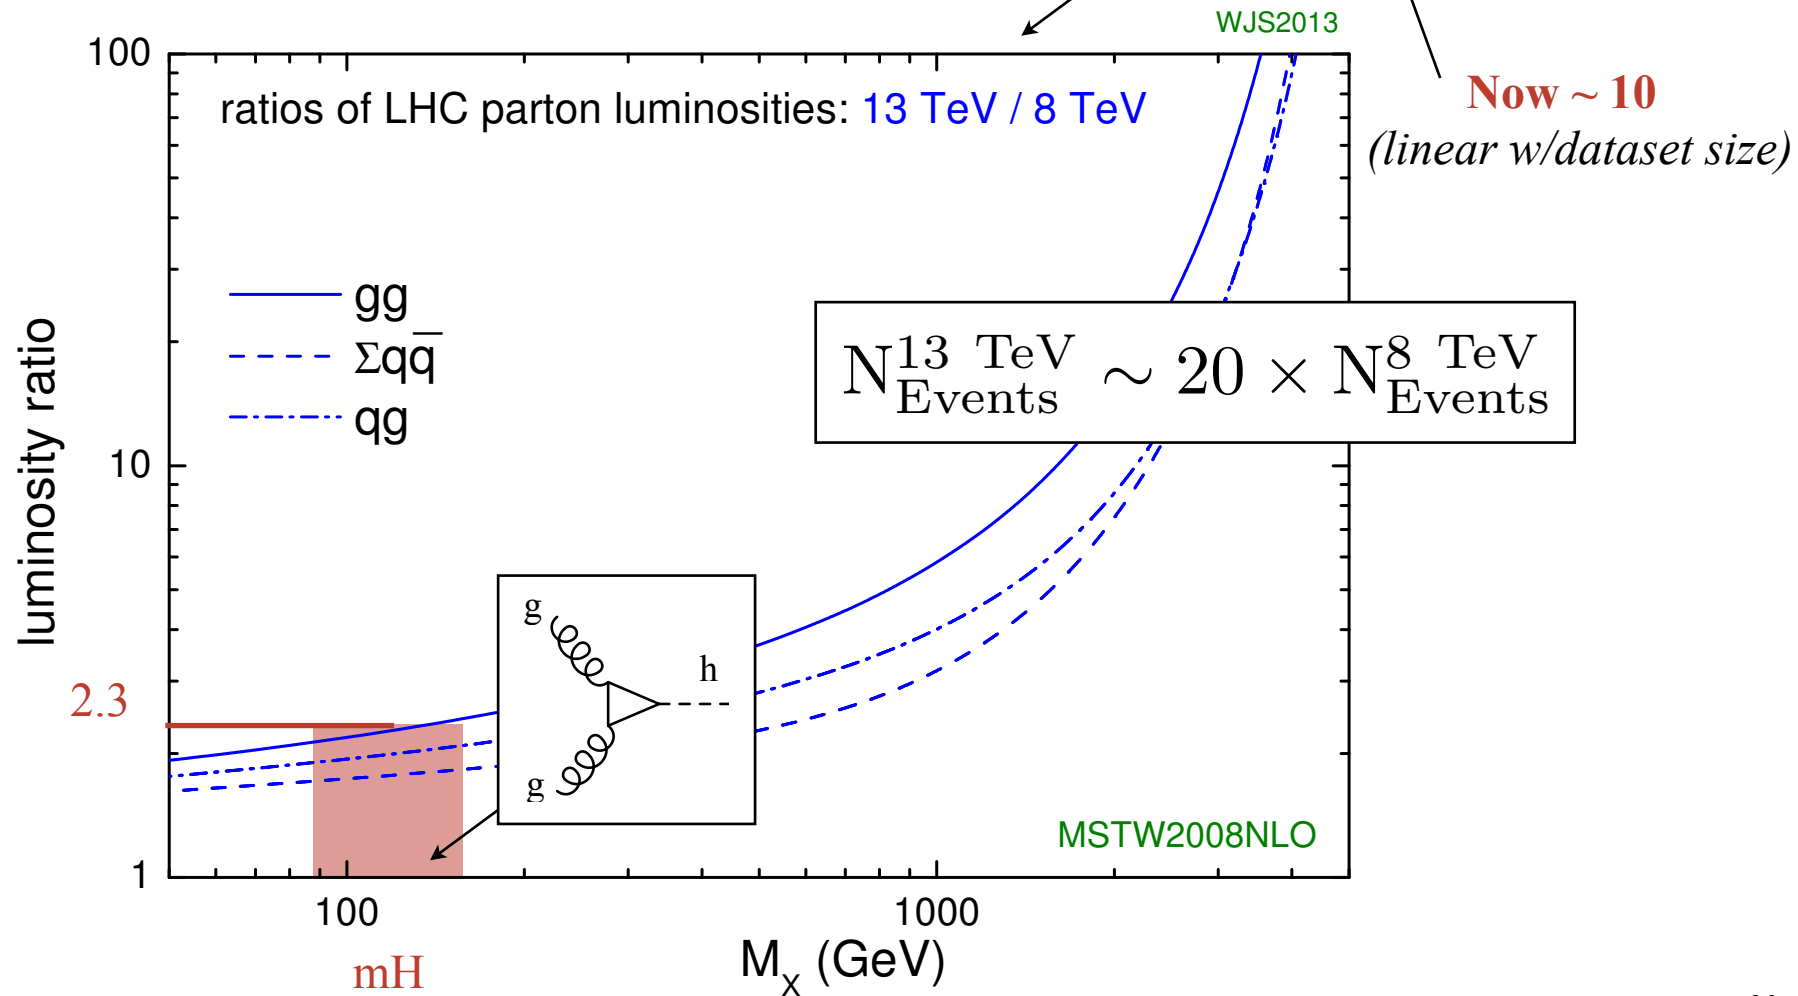 WJS2013
100
ratios of LHC parton luminosities: 13 TeV / 8 TeV
Now ~ 10
(linear w/dataset size)
gg
Σqq̅
qg
N^{13 TeV}_{Events} ∼ 20 × N^{8 TeV}_{Events}
luminosity ratio
10
g
h
2.3
g
MSTW2008NLO
1
100
1000
mH
M_X (GeV)